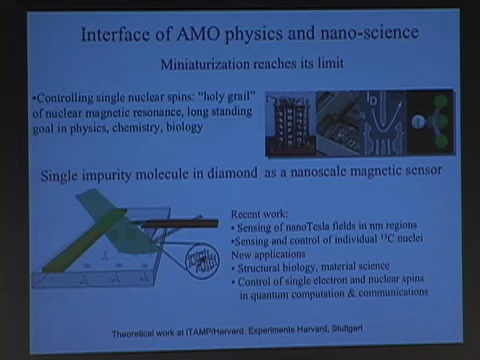 Interface of AMO physics and nano-science
Miniaturization reaches its limit
•Controlling single nuclear spins: "holy grail"
of nuclear magnetic resonance, long standing
goal in physics, chemistry, biology
Single impurity molecule in diamond as a nanoscale magnetic sensor
Recent work:
• Sensing of nanoTesla fields in nm regions
•Sensing and control of individual ¹³C nuclei
New applications
• Structural biology, material science
• Control of single electron and nuclear spins
in quantum computation & communications
Theoretical work at ITAMP/Harvard, Experiments Harvard, Stuttgart